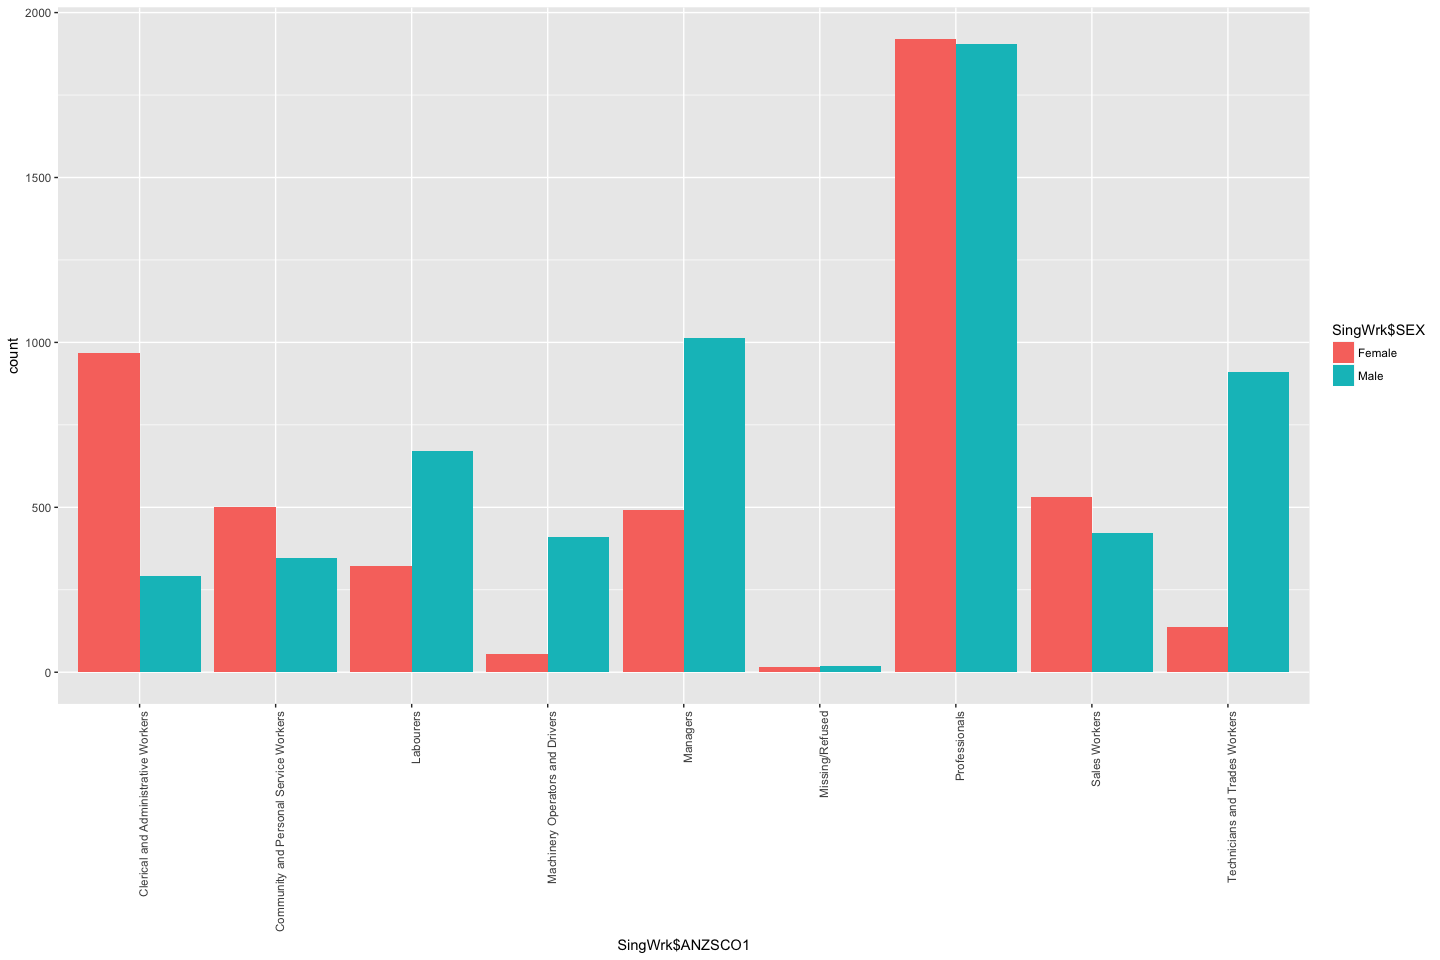 2000
1500
1000
500
0
count
Clerical and Administrative Workers
Community and Personal Service Workers
Labourers
Machinery Operators and Drivers
Managers
Missing/Refused
Professionals
Sales Workers
Technicians and Trades Workers
SingWrk$ANZSCO1
SingWrk$SEX
Female
Male